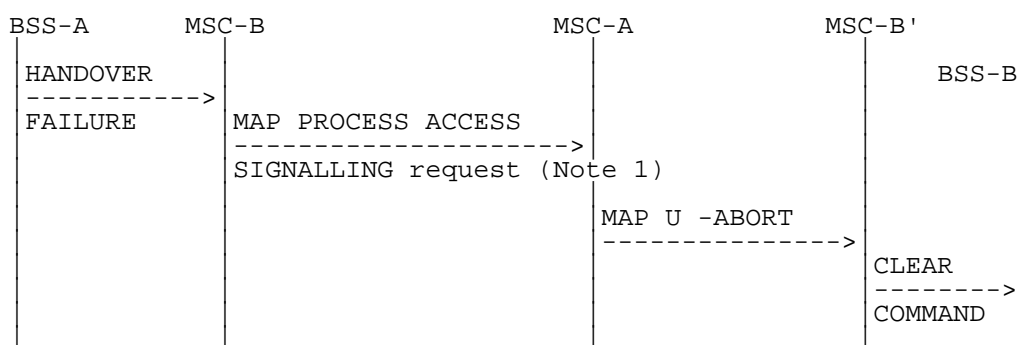 BSS-A MSC-B MSC-A MSC-B'
HANDOVER BSS-B
----------->
FAILURE MAP PROCESS ACCESS
-------------------->
SIGNALLING request (Note 1)
MAP U -ABORT
--------------->
CLEAR
-------->
COMMAND